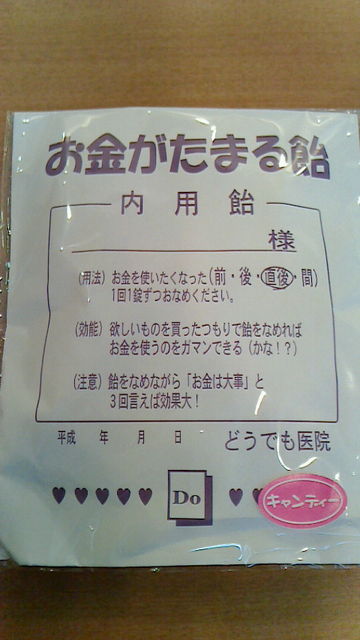 お金がたまる飴
内用飴
様
(用法) お金を使いたくなった(前・後・直後・間)
1回1錠ずつおなめください。
(効能) 欲しいものを買ったつもりで飴をなめれば
お金を使うのをガマンできる(かな!?)
(注意) 飴をなめながら「お金は大事」と
3回言えば効果大!
平成 年 月 日 どうでも医院
♥♥♥♥♥ Do ♥♥ キャンディー